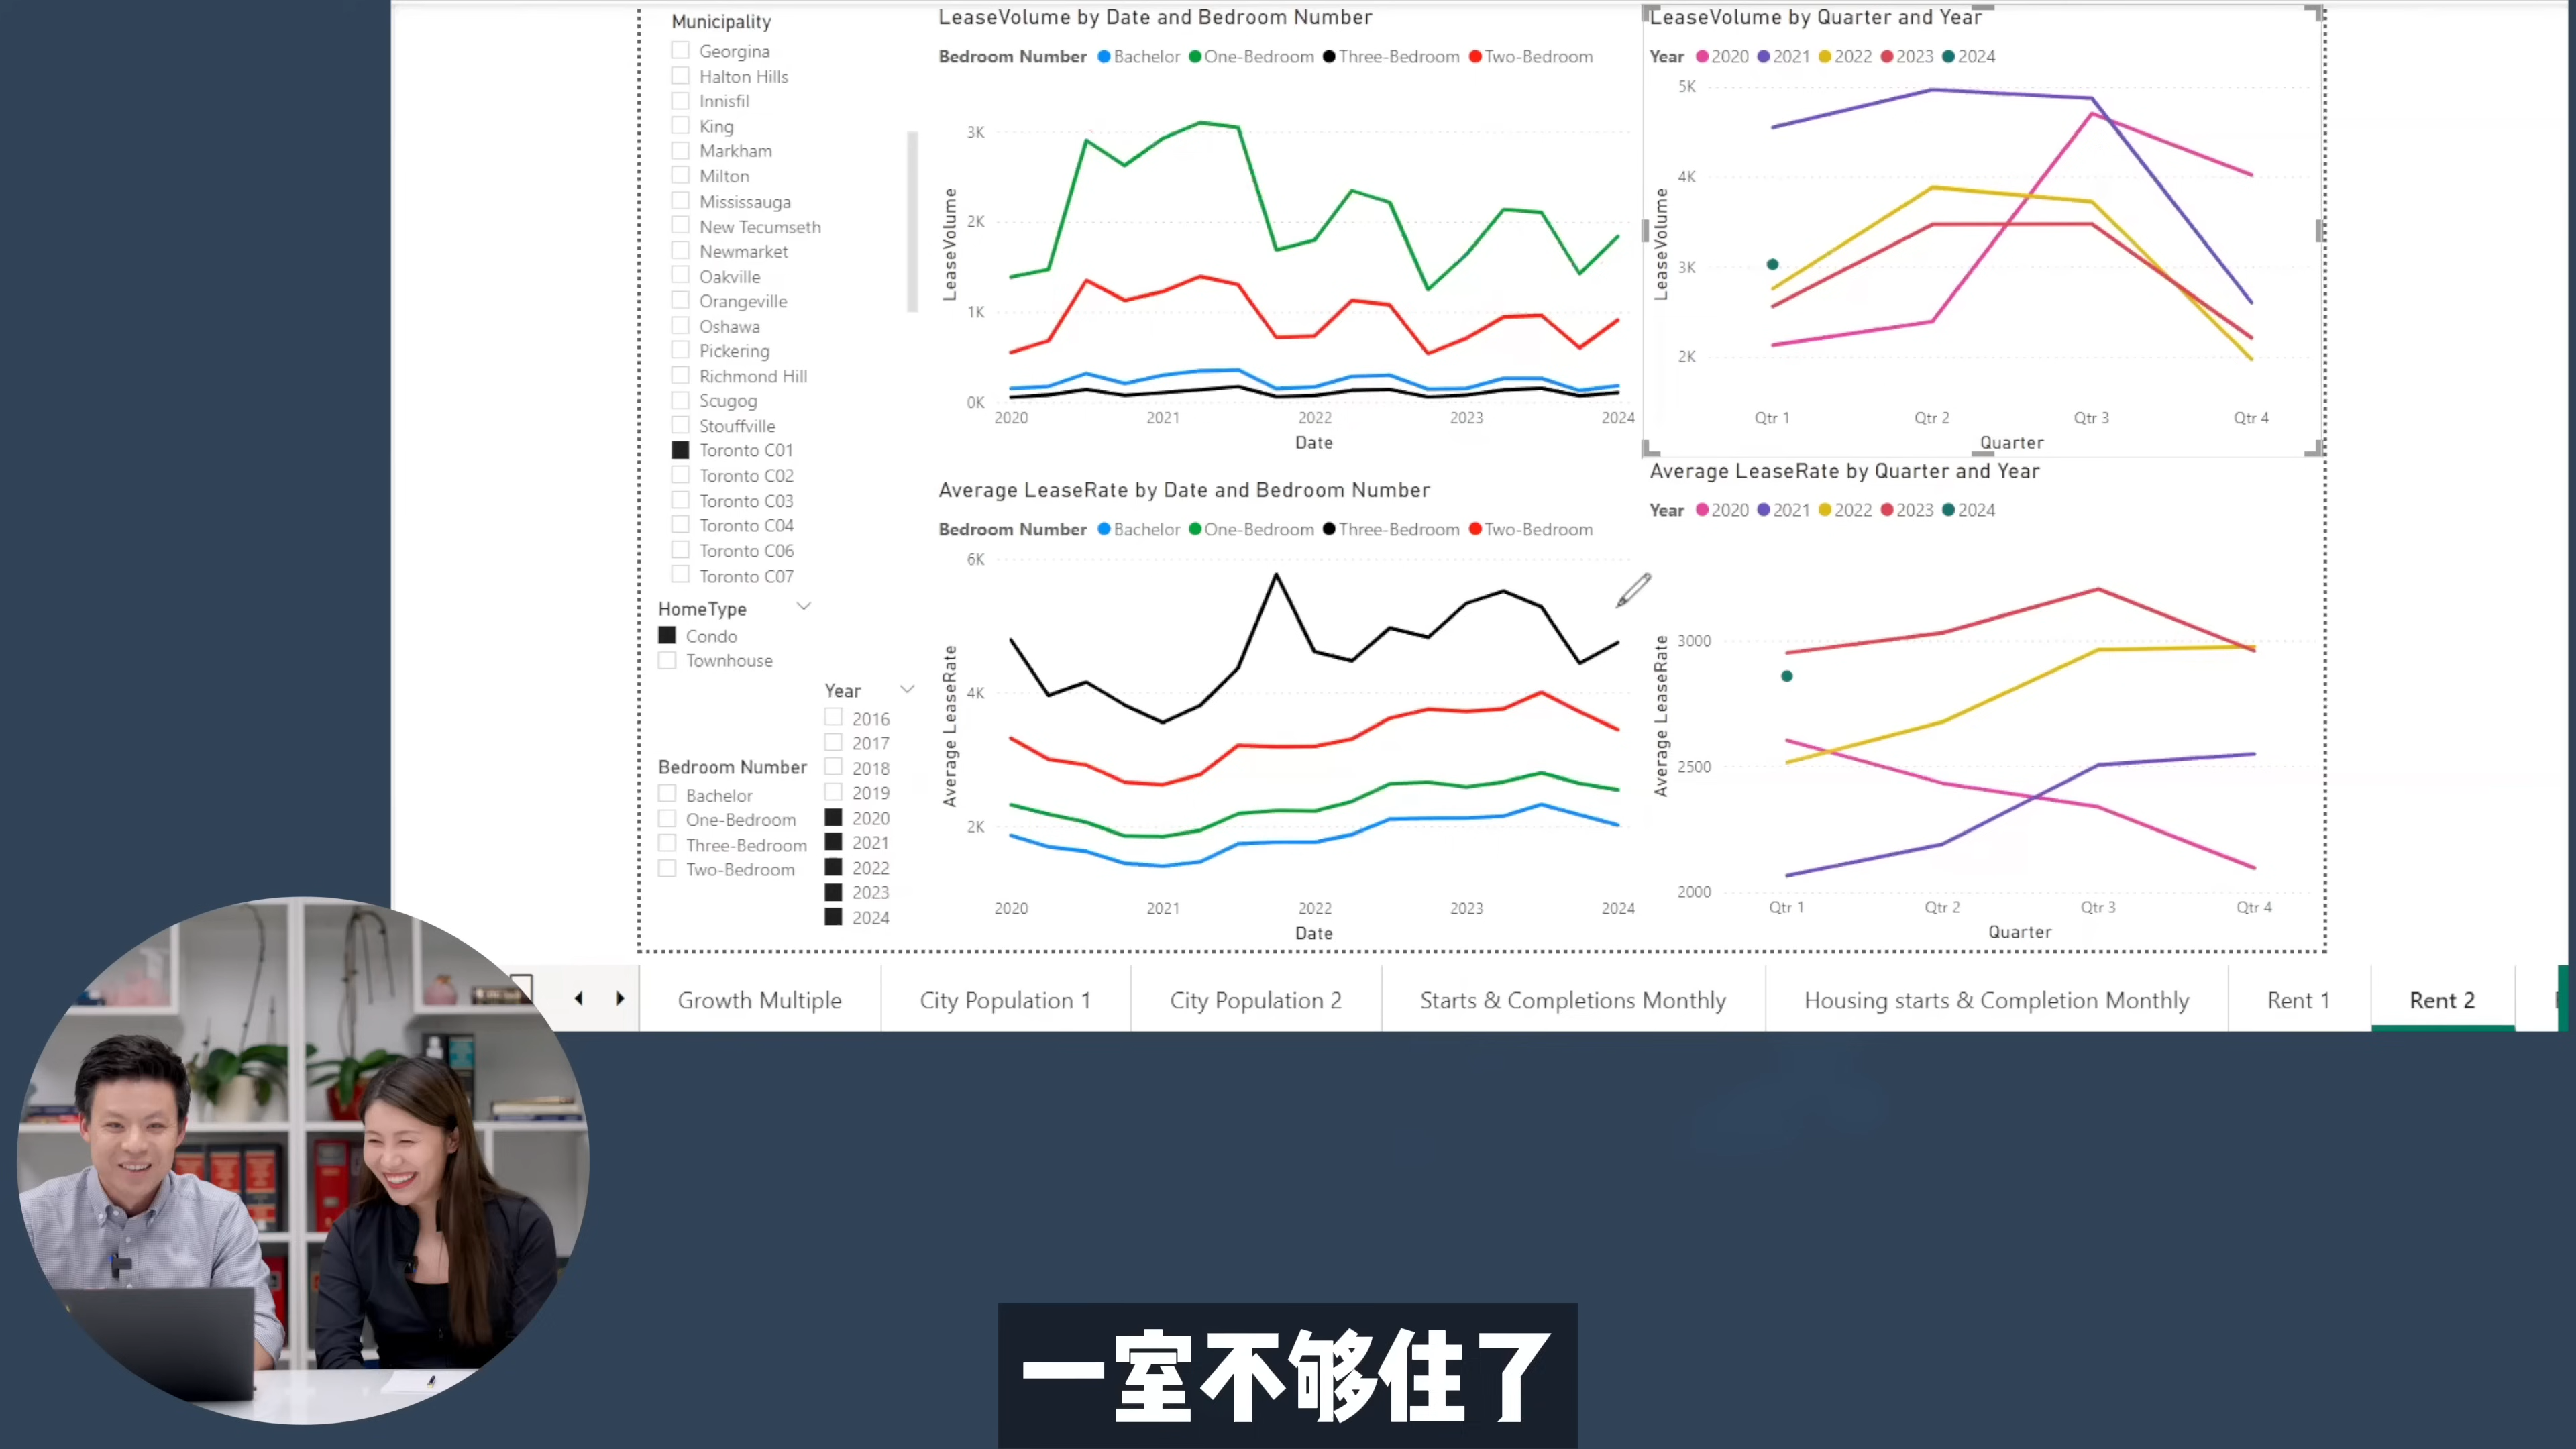 Municipality
Georgina
Halton Hills
Innisfil
King
Markham
Milton
Mississauga
New Tecumseth
Newmarket
Oakville
Orangeville
Oshawa
Pickering
Richmond Hill
Scugog
Stouffville
Toronto C01
Toronto C02
Toronto C03
Toronto C04
Toronto C06
Toronto C07
HomeType
Condo
Townhouse
Bedroom Number
Bachelor
One-Bedroom
Three-Bedroom
Two-Bedroom
Year
2016
2017
2018
2019
2020
2021
2022
2023
2024
LeaseVolume by Date and Bedroom Number
Bedroom Number Bachelor One-Bedroom Three-Bedroom Two-Bedroom
LeaseVolume
3K
2K
1K
0K
2020 2021 2022 2023 2024
Date
LeaseVolume by Quarter and Year
Year 2020 2021 2022 2023 2024
LeaseVolume
5K
4K
3K
2K
Qtr 1 Qtr 2 Qtr 3 Qtr 4
Quarter
Average LeaseRate by Date and Bedroom Number
Bedroom Number Bachelor One-Bedroom Three-Bedroom Two-Bedroom
Average LeaseRate
6K
4K
2K
2020 2021 2022 2023 2024
Date
Average LeaseRate by Quarter and Year
Year 2020 2021 2022 2023 2024
Average LeaseRate
3000
2500
2000
Qtr 1 Qtr 2 Qtr 3 Qtr 4
Quarter
Growth Multiple City Population 1 City Population 2 Starts & Completions Monthly Housing starts & Completion Monthly Rent 1 Rent 2
一室不够住了